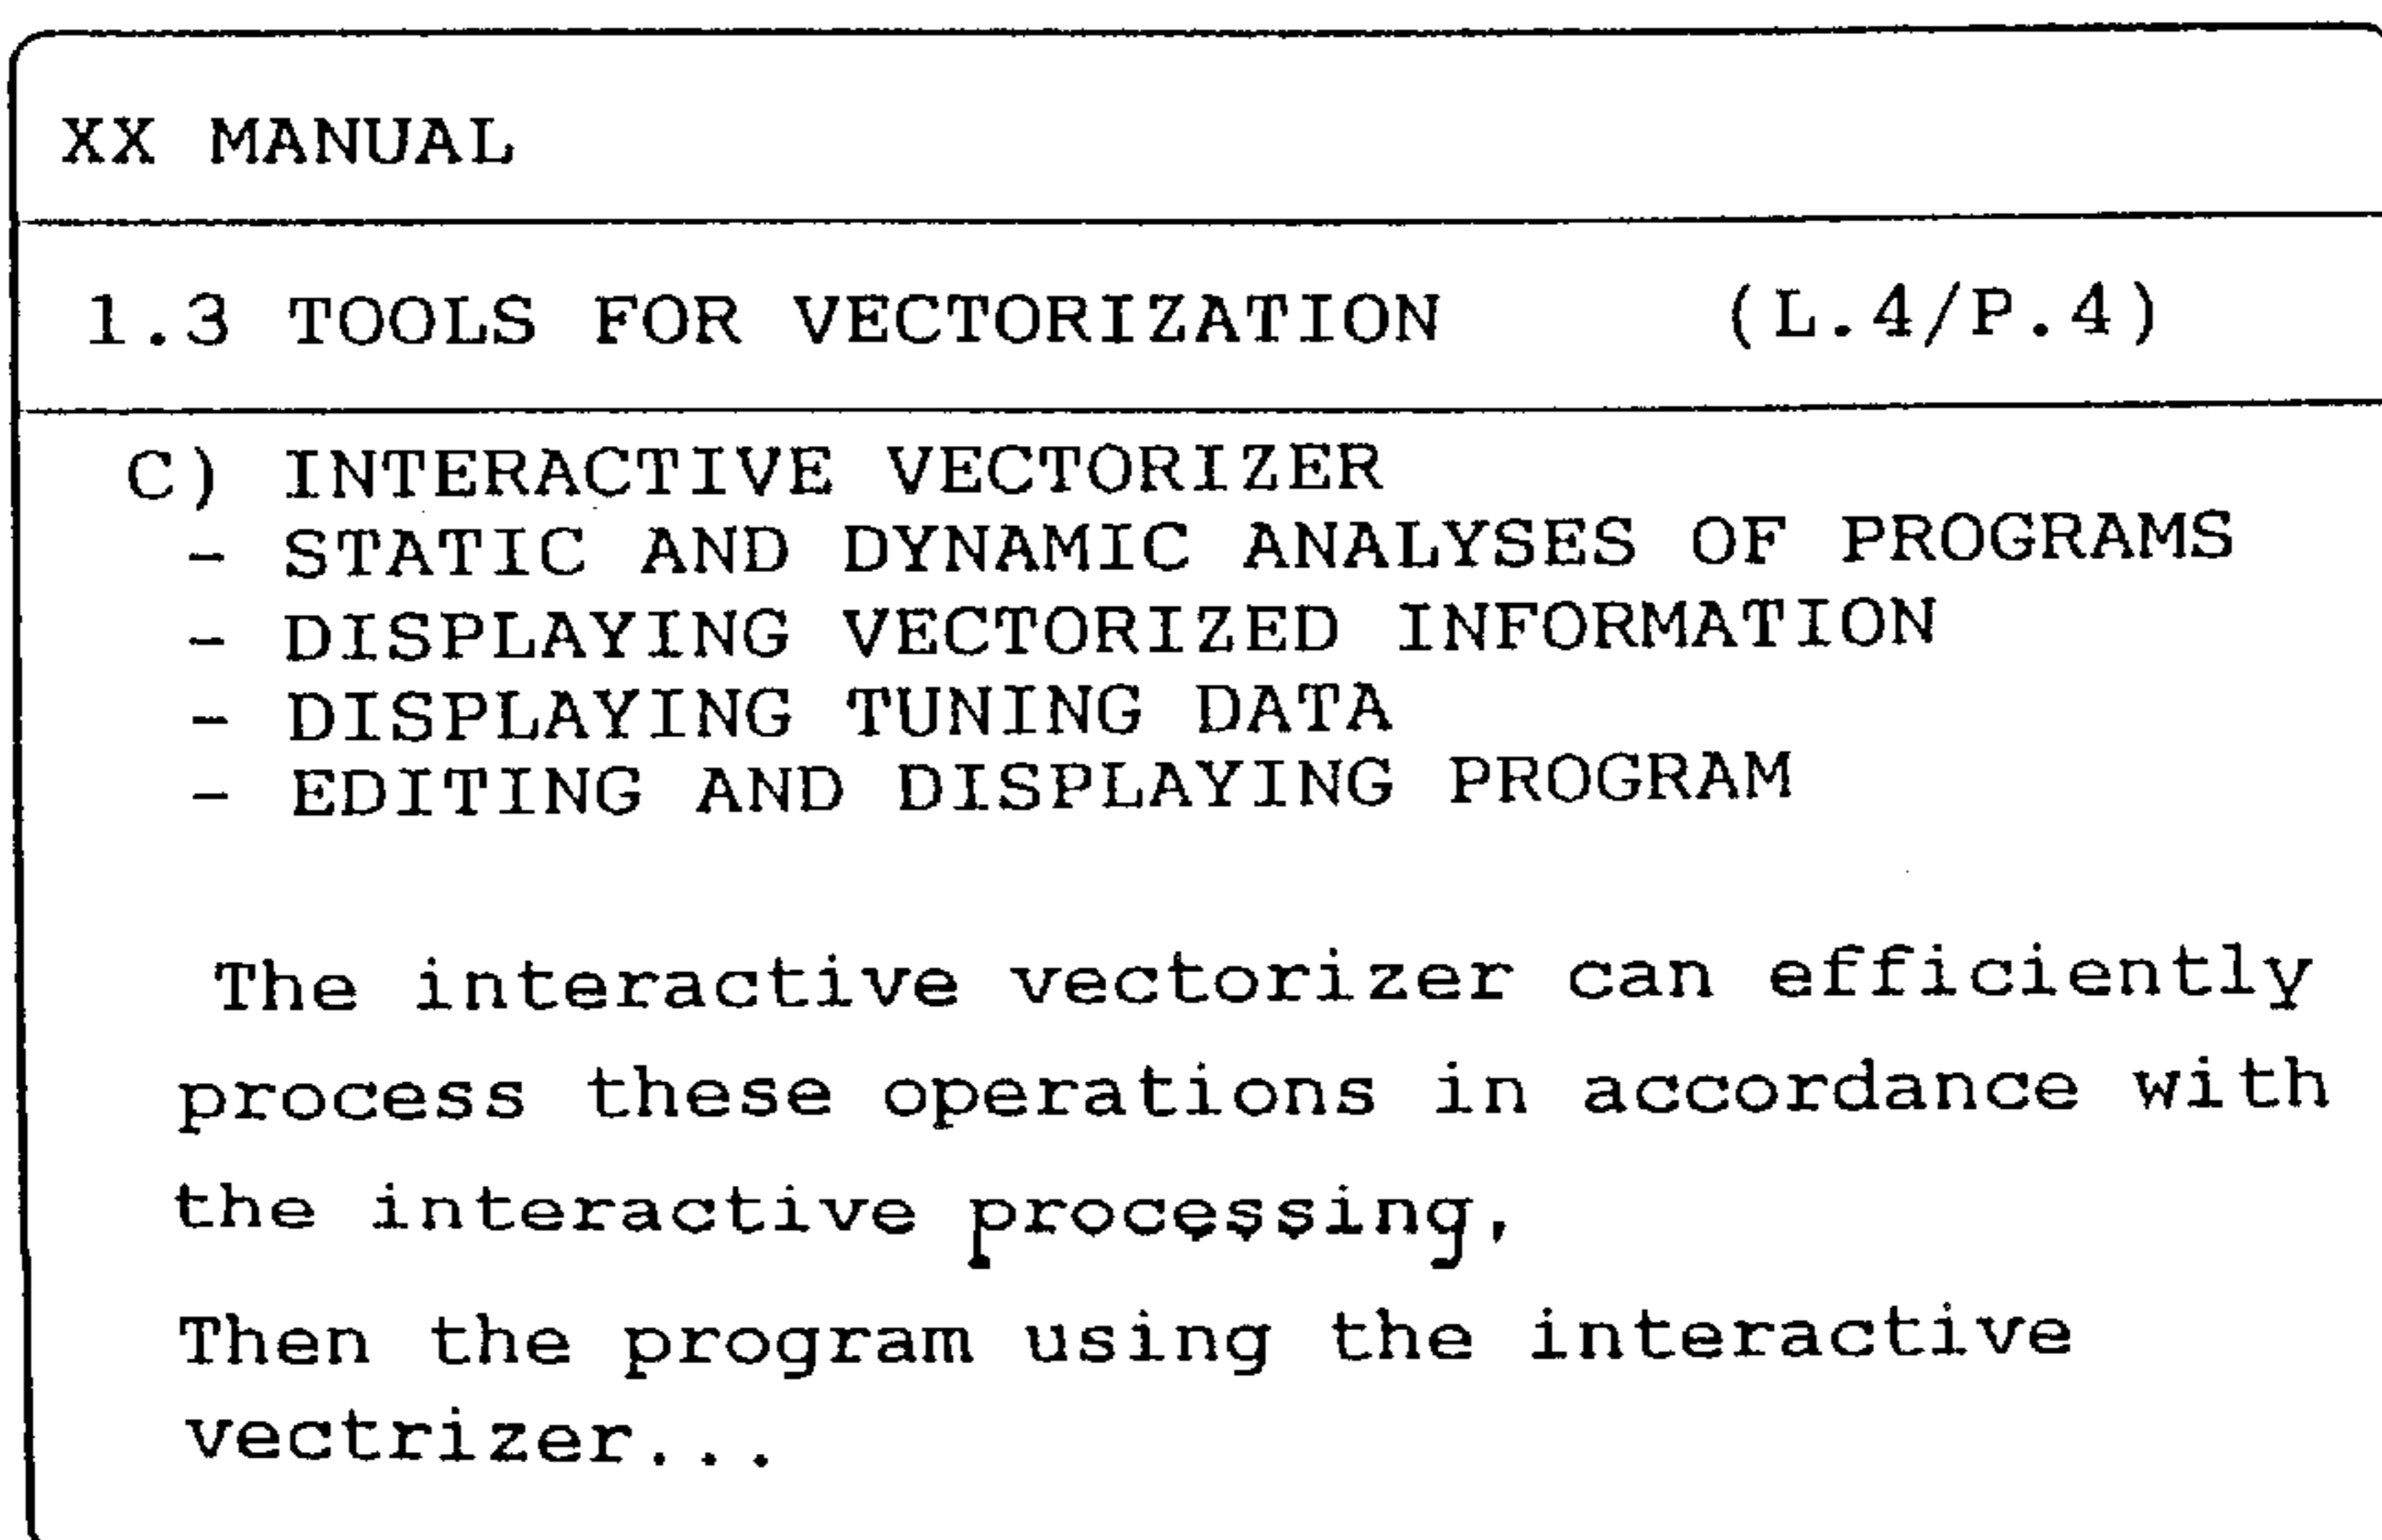 XX MANUAL
1.3 TOOLS FOR VECTORIZATION (L.4/P.4)
C) INTERACTIVE VECTORIZER
- STATIC AND DYNAMIC ANALYSES OF PROGRAMS
- DISPLAYING VECTORIZED INFORMATION
- DISPLAYING TUNING DATA
- EDITING AND DISPLAYING PROGRAM
The interactive vectorizer can efficiently
process these operations in accordance with
the interactive processing,
Then the program using the interactive
vectrizer...